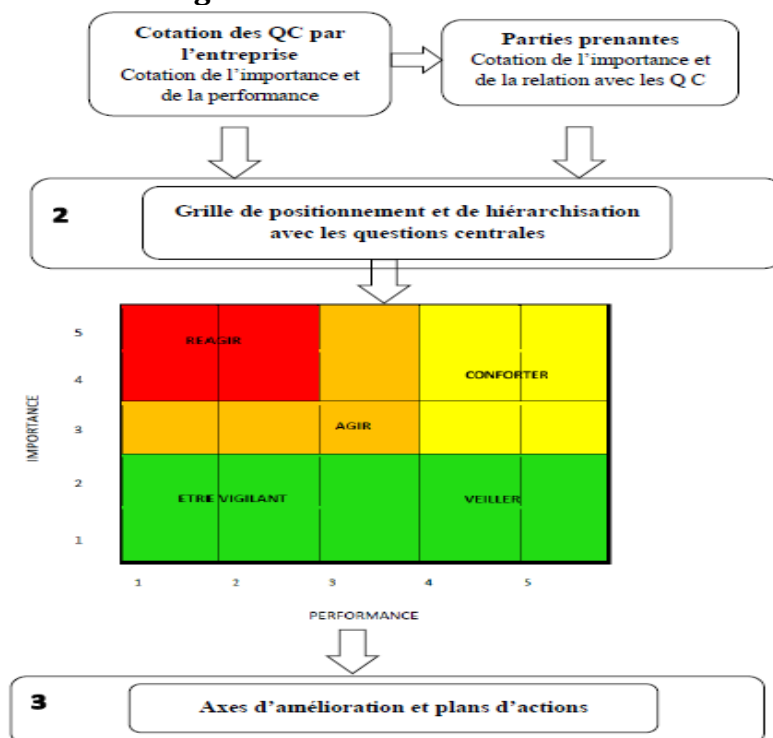 Cotation des QC par
l'entreprise
Cotation de l'importance et
de la performance
Parties prenantes
Cotation de l'importance et
de la relation avec les Q C
2
Grille de positionnement et de hiérarchisation
avec les questions centrales
5
REAGIR
4
CONFORTER
IMPORTANCE
3
AGIR
2
ETRE VIGILANT
VEILLER
1
1 2 3 4 5
PERFORMANCE
3
Axes d'amélioration et plans d'actions